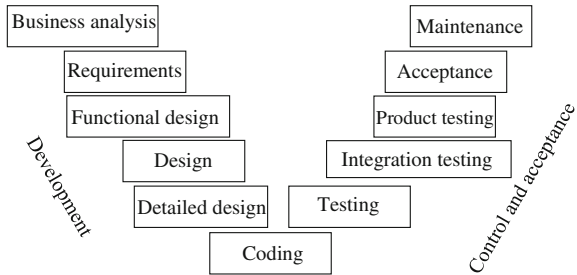 Business analysis
Maintenance
Requirements
Acceptance
Functional design
Product testing
Design
Integration testing
Detailed design
Testing
Coding
Development
Control and acceptance